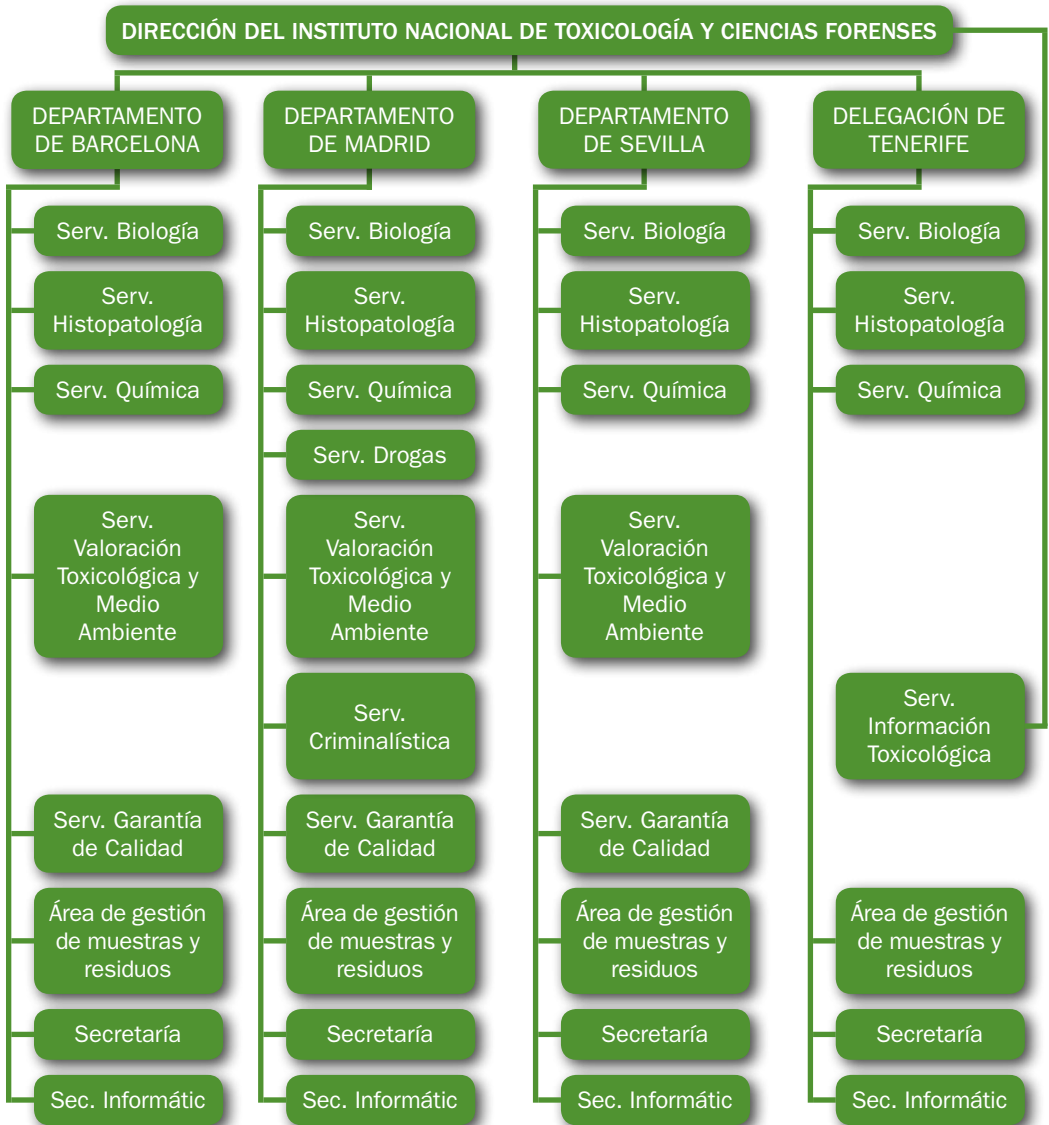 DIRECCIÓN DEL INSTITUTO NACIONAL DE TOXICOLOGÍA Y CIENCIAS FORENSES
DEPARTAMENTO
DE BARCELONA
Serv. Biología
Serv.
Histopatología
Serv. Química
Serv.
Valoración
Toxicológica y
Medio
Ambiente
Serv. Garantía
de Calidad
Área de gestión
de muestras y
residuos
Secretaría
Sec. Informátic
DEPARTAMENTO
DE MADRID
Serv. Biología
Serv.
Histopatología
Serv. Química
Serv. Drogas
Serv.
Valoración
Toxicológica y
Medio
Ambiente
Serv.
Criminalística
Serv. Garantía
de Calidad
Área de gestión
de muestras y
residuos
Secretaría
Sec. Informátic
DEPARTAMENTO
DE SEVILLA
Serv. Biología
Serv.
Histopatología
Serv. Química
Serv.
Valoración
Toxicológica y
Medio
Ambiente
Serv. Garantía
de Calidad
Área de gestión
de muestras y
residuos
Secretaría
Sec. Informátic
DELEGACIÓN DE
TENERIFE
Serv. Biología
Serv.
Histopatología
Serv. Química
Serv.
Información
Toxicológica
Área de gestión
de muestras y
residuos
Secretaría
Sec. Informátic